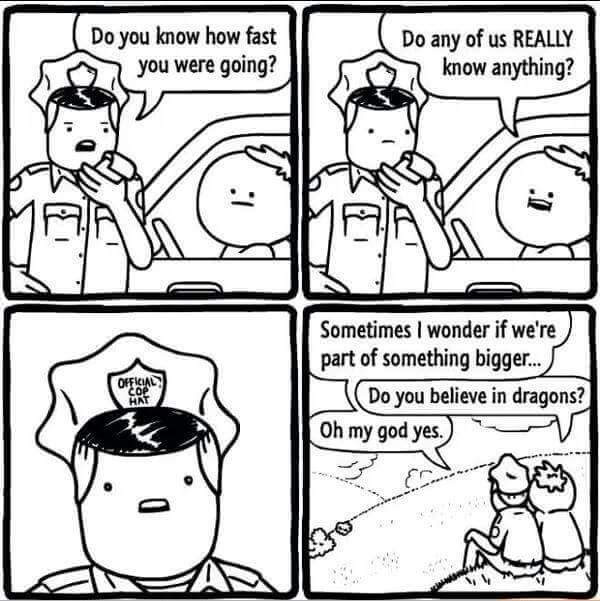 Do you know how fast
you were going?
Do any of us REALLY
know anything?
OFFICIAL
COP
HAT
Sometimes I wonder if we're
part of something bigger...
Do you believe in dragons?
Oh my god yes.